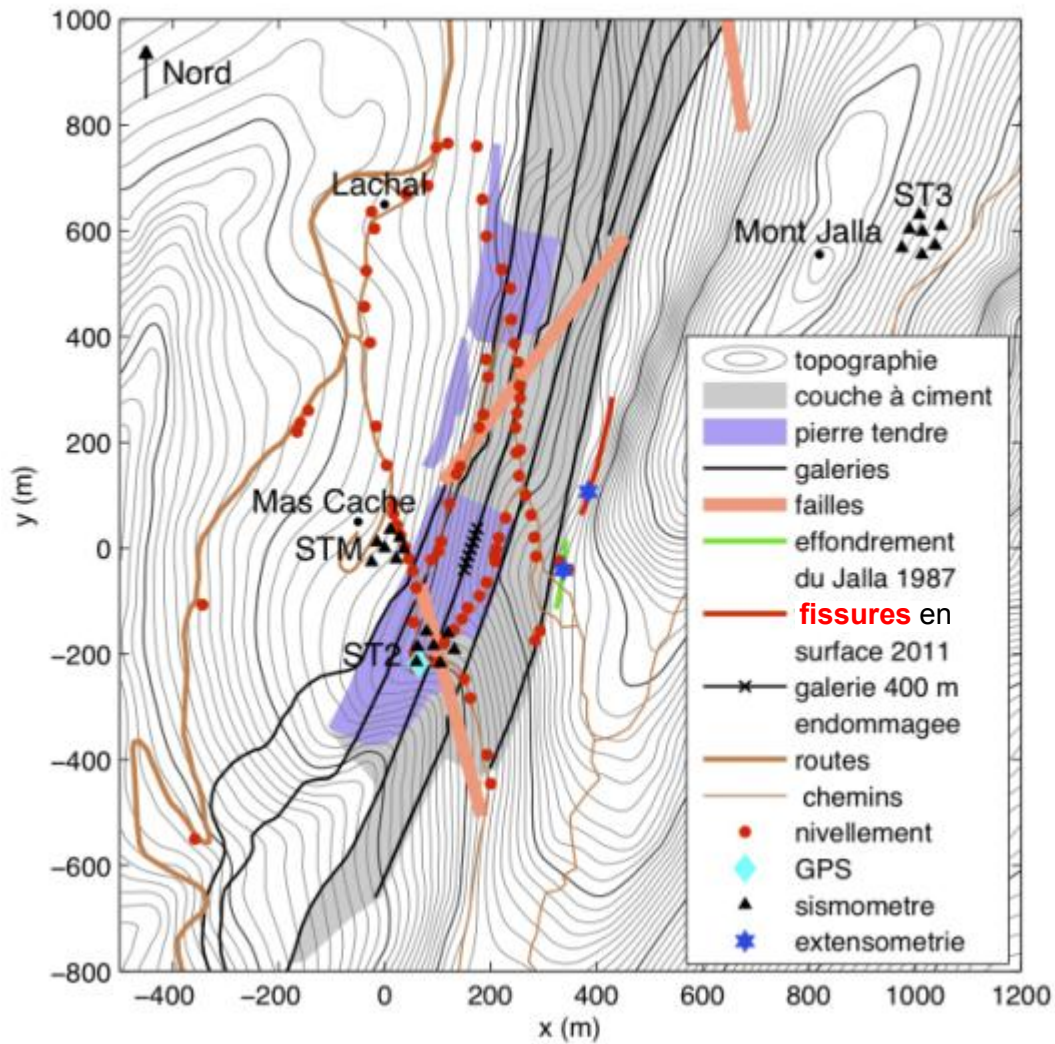 1000
800
600
400
200
0
−200
−400
−600
−800
y (m)
Nord
Lachal
ST3
Mont Jalla
Mas Cache
STM
ST2
topographie
couche à ciment
pierre tendre
galeries
failles
effondrement
du Jalla 1987
fissures en
surface 2011
galerie 400 m
endommagee
routes
chemins
nivellement
GPS
sismometre
extensometrie
−400 −200 0 200 400 600 800 1000 1200
x (m)